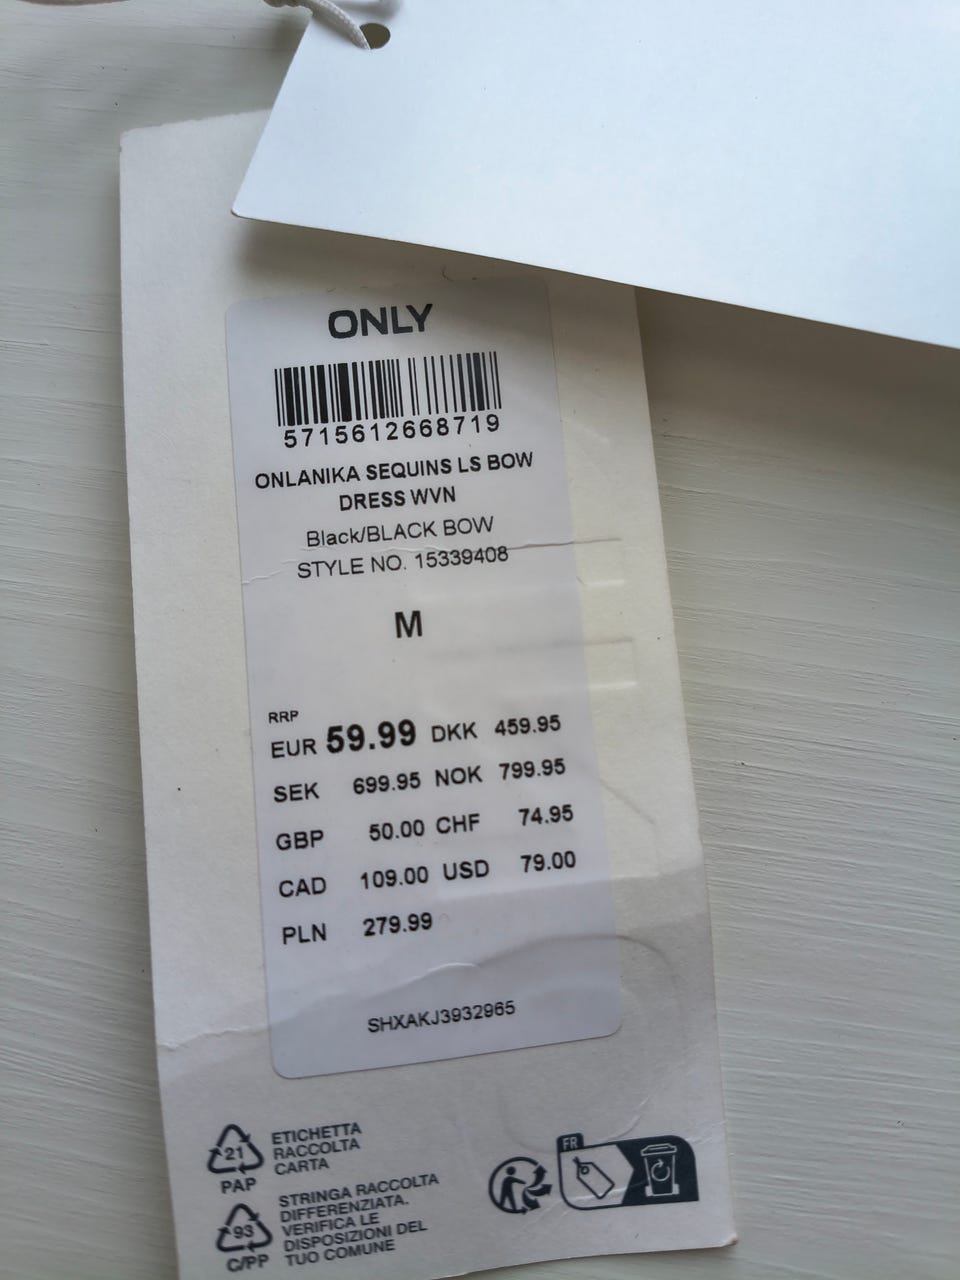 ONLY
5715612668719
ONLANIKA SEQUINS LS BOW
DRESS WVN
Black/BLACK BOW
STYLE NO. 15339408
M
RRP
EUR 59.99 DKK 459.95
SEK 699.95 NOK 799.95
GBP 50.00 CHF 74.95
CAD 109.00 USD 79.00
PLN 279.99
SHXAKJ3932965
21
PAP
ETICHETTA
RACCOLTA
CARTA
93
C/PP
STRINGA RACCOLTA
DIFFERENZIATA.
VERIFICA LE
DISPOSIZIONI DEL
TUO COMUNE
FR